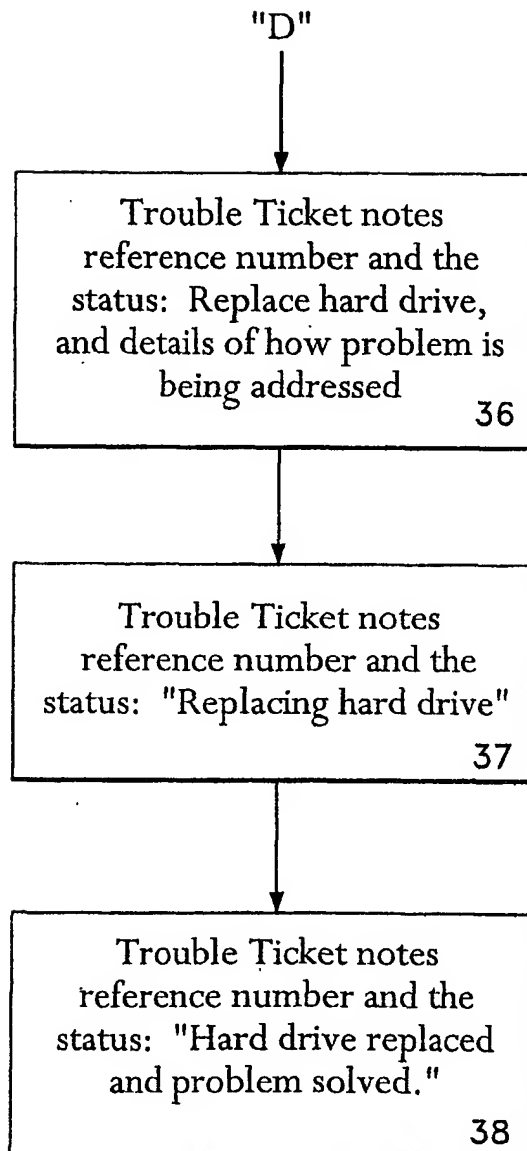 "D"
Trouble Ticket notes
reference number and the
status: Replace hard drive,
and details of how problem is
being addressed
36
Trouble Ticket notes
reference number and the
status: "Replacing hard drive"
37
Trouble Ticket notes
reference number and the
status: "Hard drive replaced
and problem solved."
38